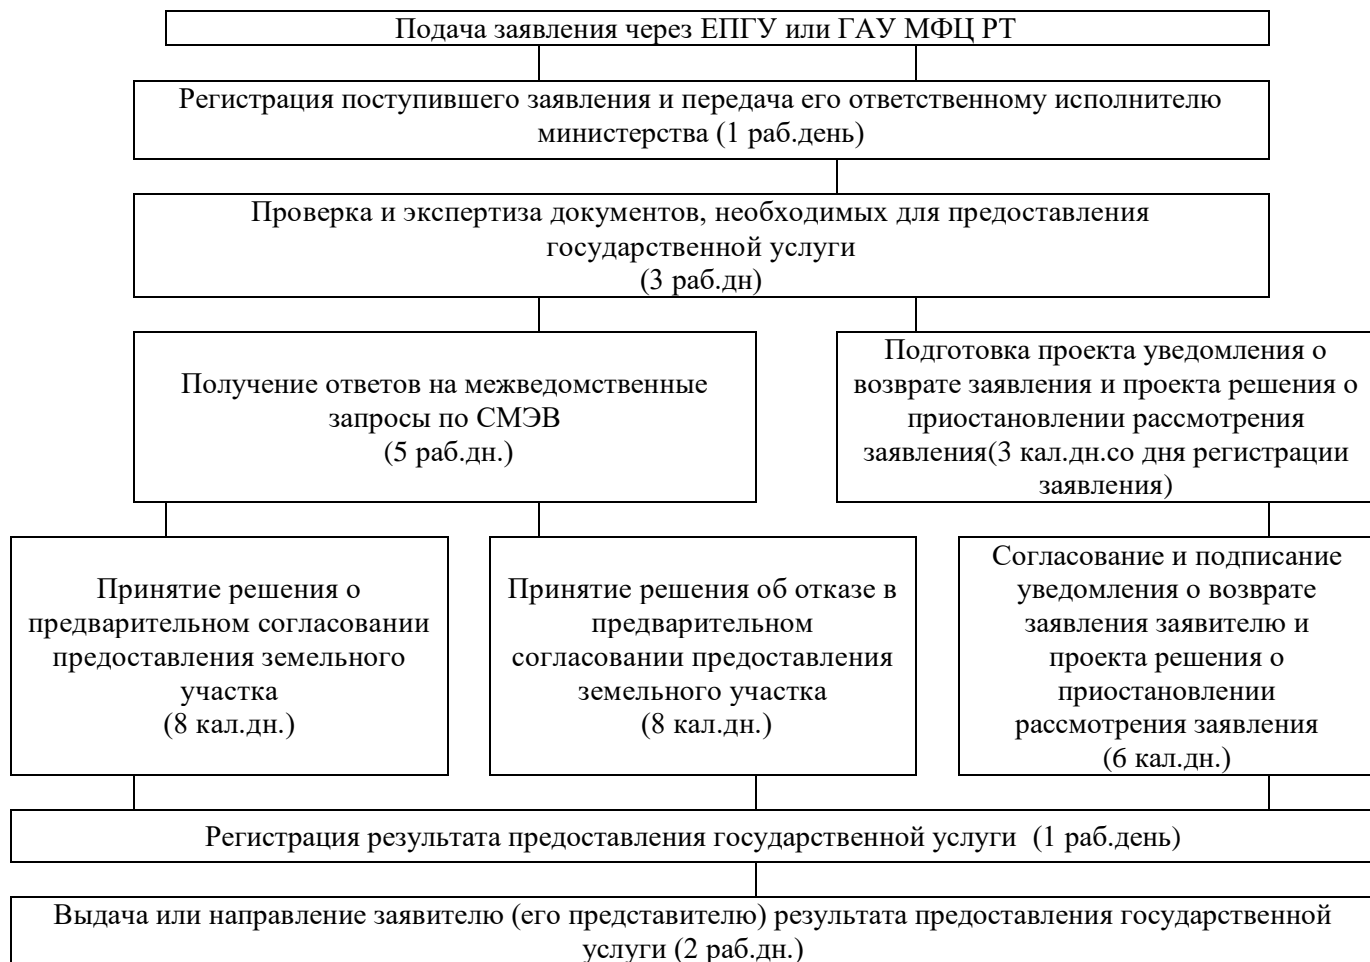 Подача заявления через ЕПГУ или ГАУ МФЦ РТ
Регистрация поступившего заявления и передача его ответственному исполнителю
министерства (1 раб.день)
Проверка и экспертиза документов, необходимых для предоставления
государственной услуги
(3 раб.дн)
Получение ответов на межведомственные
запросы по СМЭВ
(5 раб.дн.)
Подготовка проекта уведомления о
возврате заявления и проекта решения о
приостановлении рассмотрения
заявления(3 кал.дн.со дня регистрации
заявления)
Принятие решения о
предварительном согласовании
предоставления земельного
участка
(8 кал.дн.)
Принятие решения об отказе в
предварительном
согласовании предоставления
земельного участка
(8 кал.дн.)
Согласование и подписание
уведомления о возврате
заявления заявителю и
проекта решения о
приостановлении
рассмотрения заявления
(6 кал.дн.)
Регистрация результата предоставления государственной услуги  (1 раб.день)
Выдача или направление заявителю (его представителю) результата предоставления государственной
услуги (2 раб.дн.)